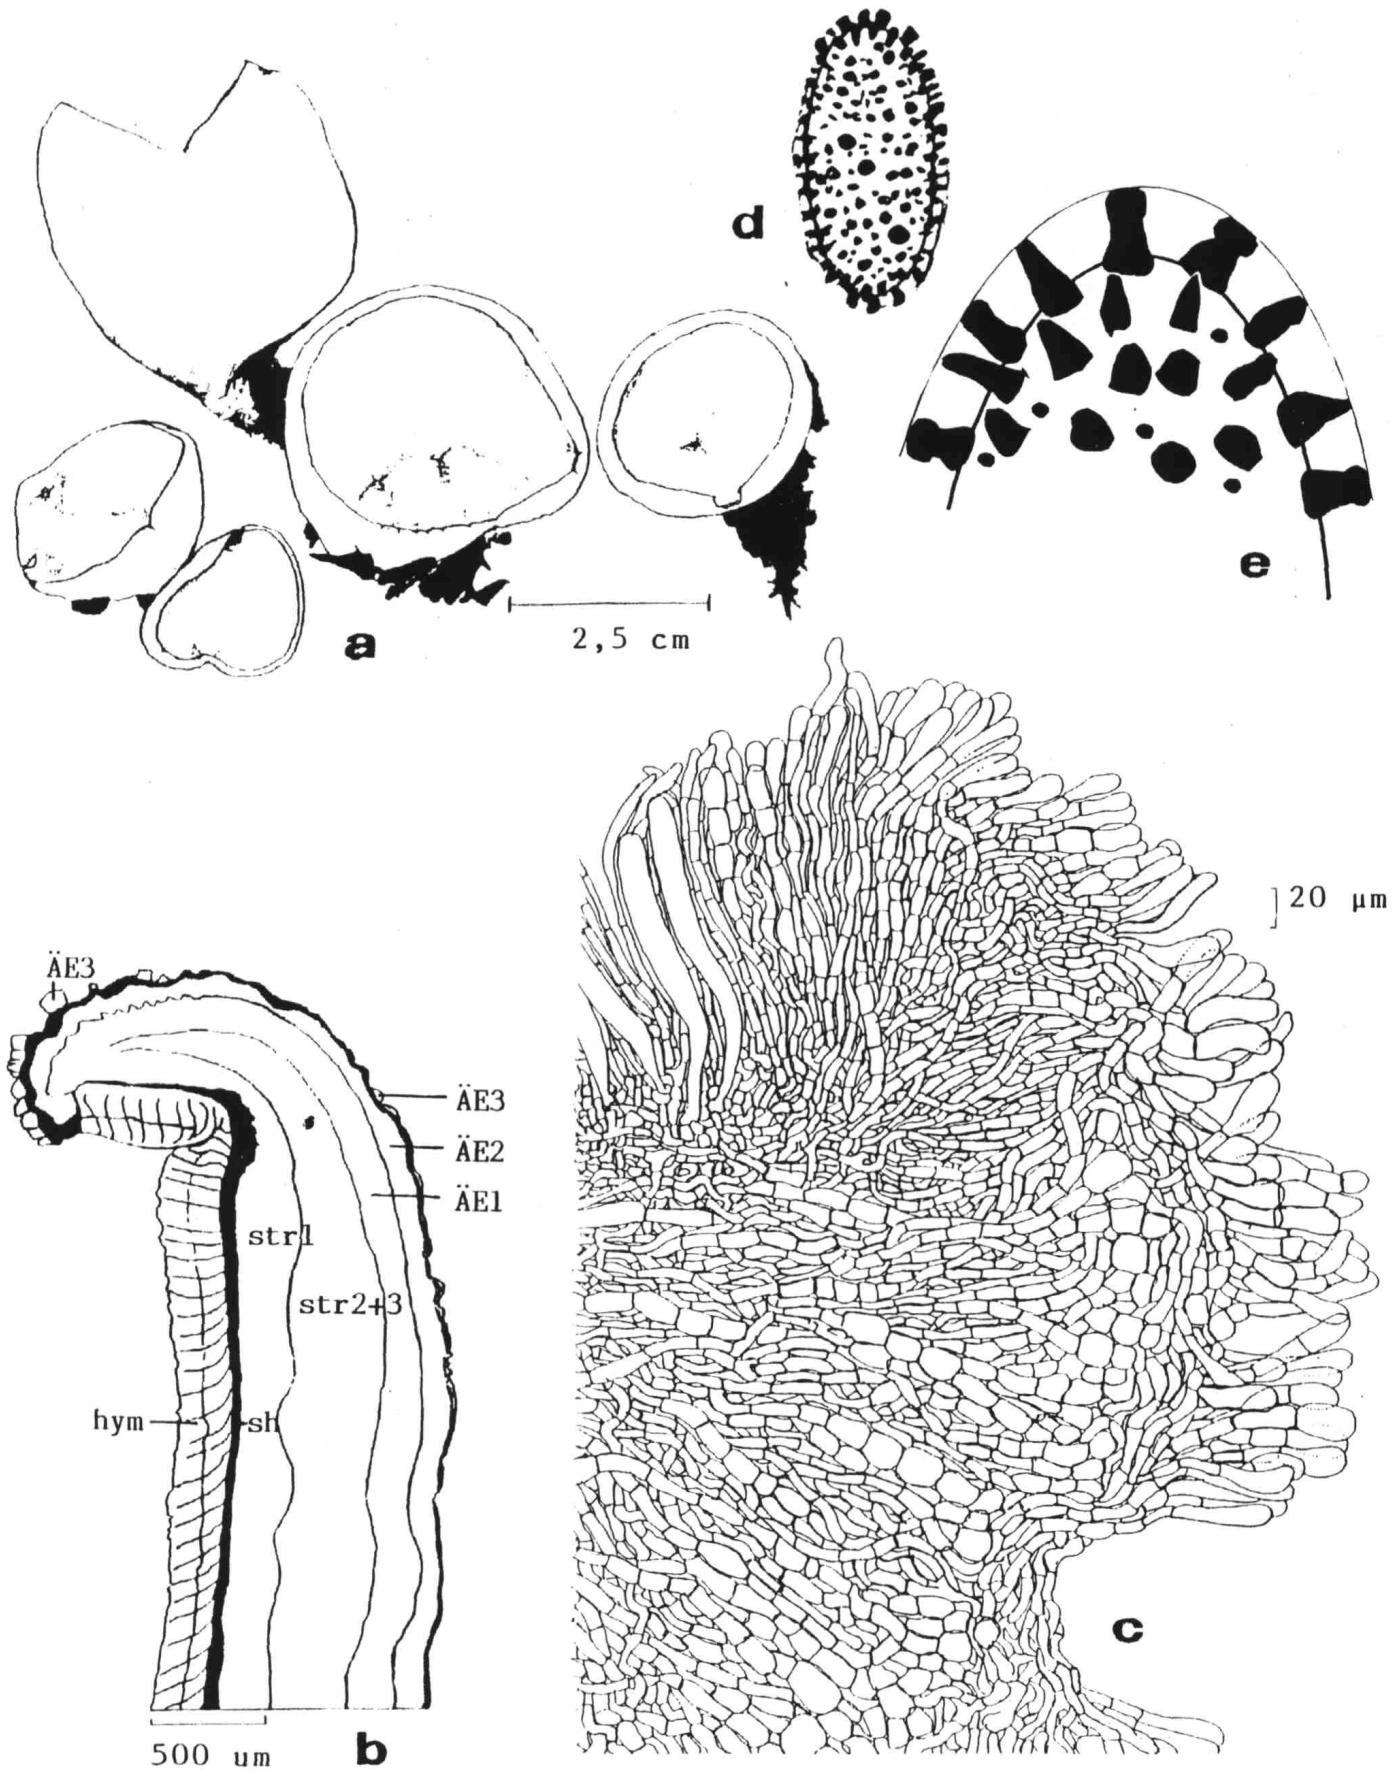 d
e
a
2,5 cm
20 μm
ÄE3
ÄE3
ÄE2
ÄE1
str1
str2+3
hym
sh
c
500 um
b